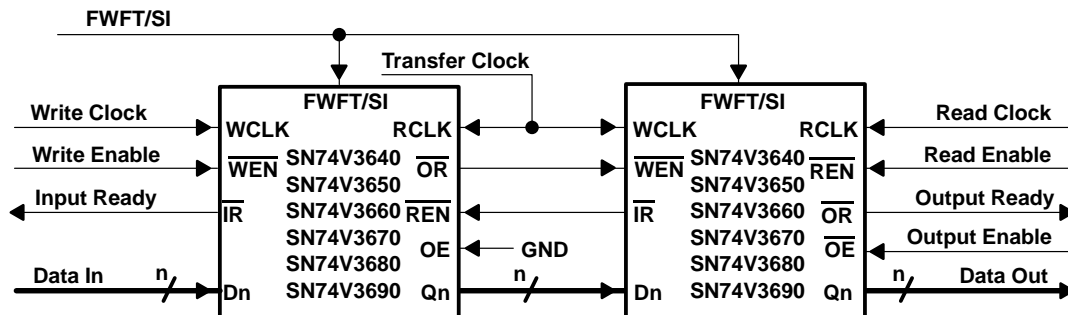 FWFT/SI
Transfer Clock
FWFT/SI FWFT/SI
Write Clock WCLK RCLK WCLK RCLK Read Clock
Write Enable WEN SN74V3640 OR WEN SN74V3640 REN Read Enable
SN74V3650 SN74V3650
Input Ready IR SN74V3660 REN IR SN74V3660 OR Output Ready
SN74V3670 OE GND SN74V3670 OE Output Enable
SN74V3680 SN74V3680
Data In n Dn SN74V3690 Qn n Dn SN74V3690 Qn n Data Out